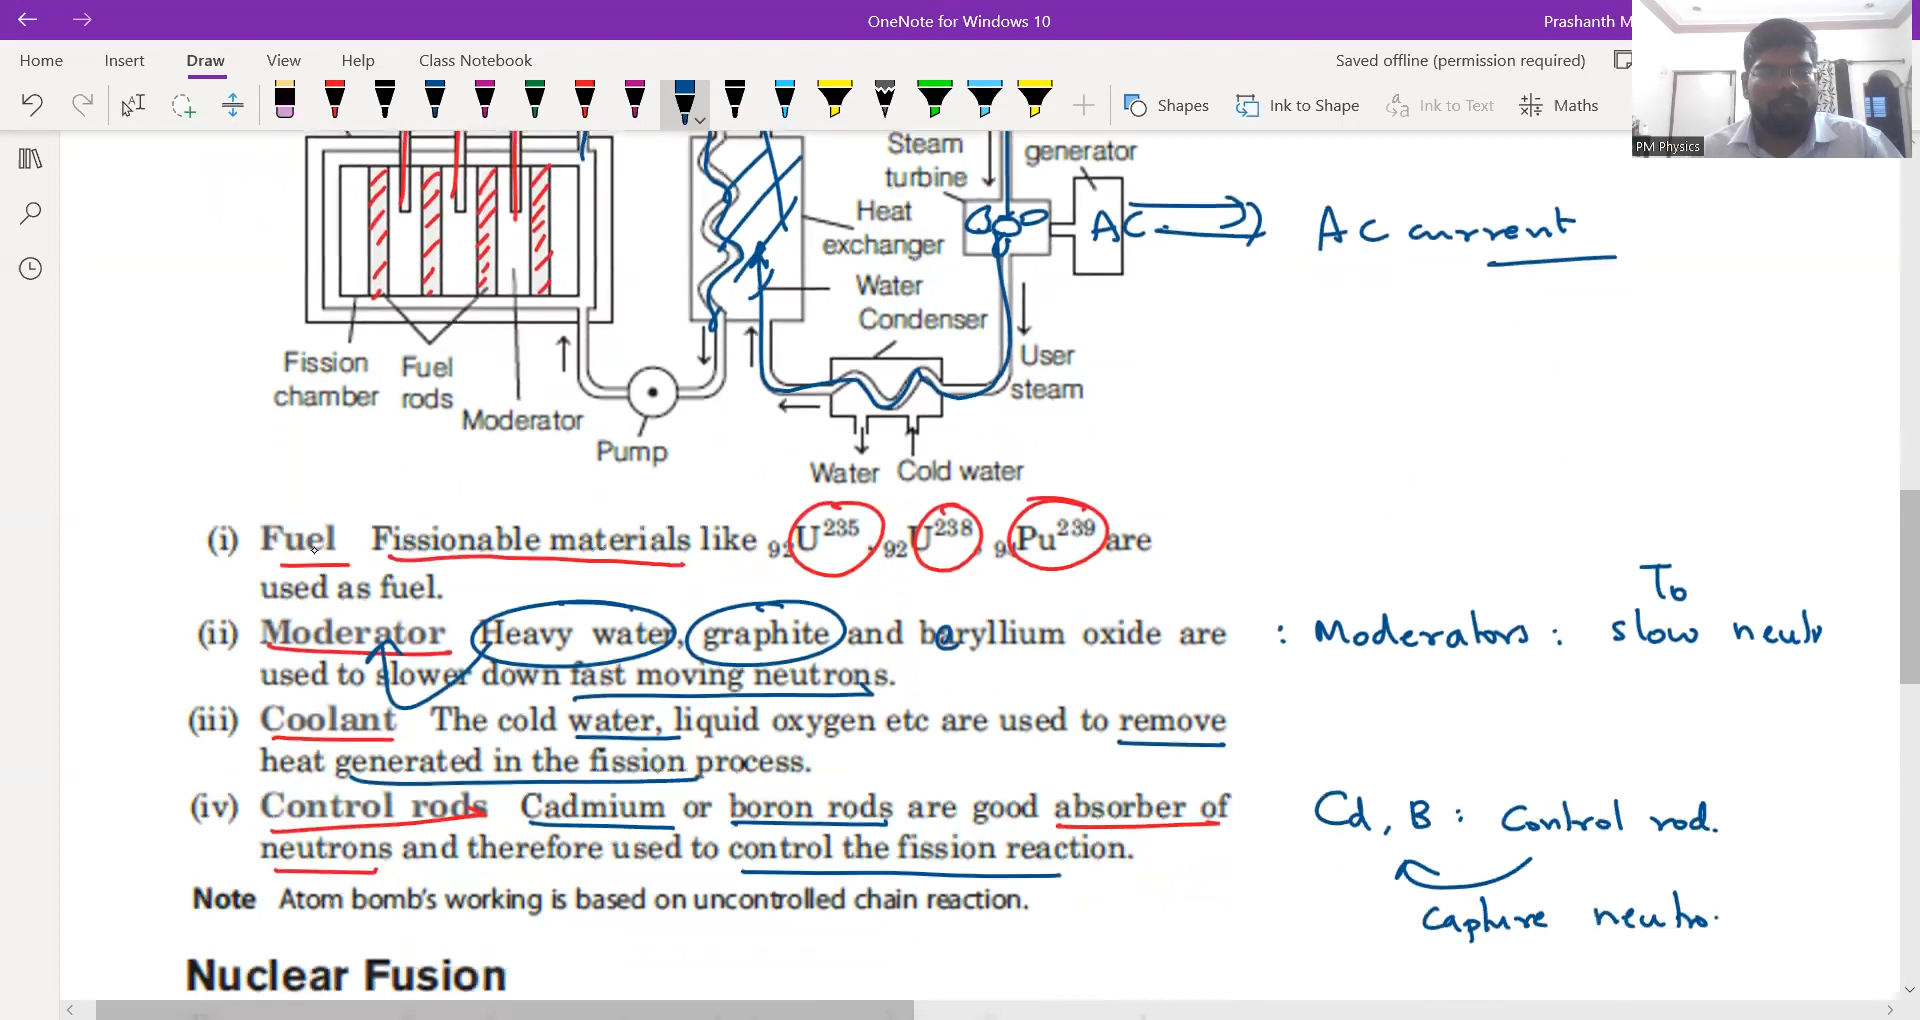 OneNote for Windows 10
Prashanth M
Home Insert Draw View Help Class Notebook
Saved offline (permission required)
Shapes Ink to Shape Ink to Text Maths
PM Physics
Steam turbine
generator
Heat exchanger
AC
AC current
Water
Condenser
User steam
Fission chamber
Fuel rods
Moderator
Pump
Water Cold water
(i) Fuel Fissionable materials like 92U235, 92U238, 94Pu239 are
used as fuel.
To
(ii) Moderator Heavy water, graphite and baryllium oxide are : Moderators : slow neutr
used to slower down fast moving neutrons.
(iii) Coolant The cold water, liquid oxygen etc are used to remove
heat generated in the fission process.
(iv) Control rods Cadmium or boron rods are good absorber of Cd, B : Control rod.
neutrons and therefore used to control the fission reaction.
Note Atom bomb's working is based on uncontrolled chain reaction.
capture neutro.
Nuclear Fusion